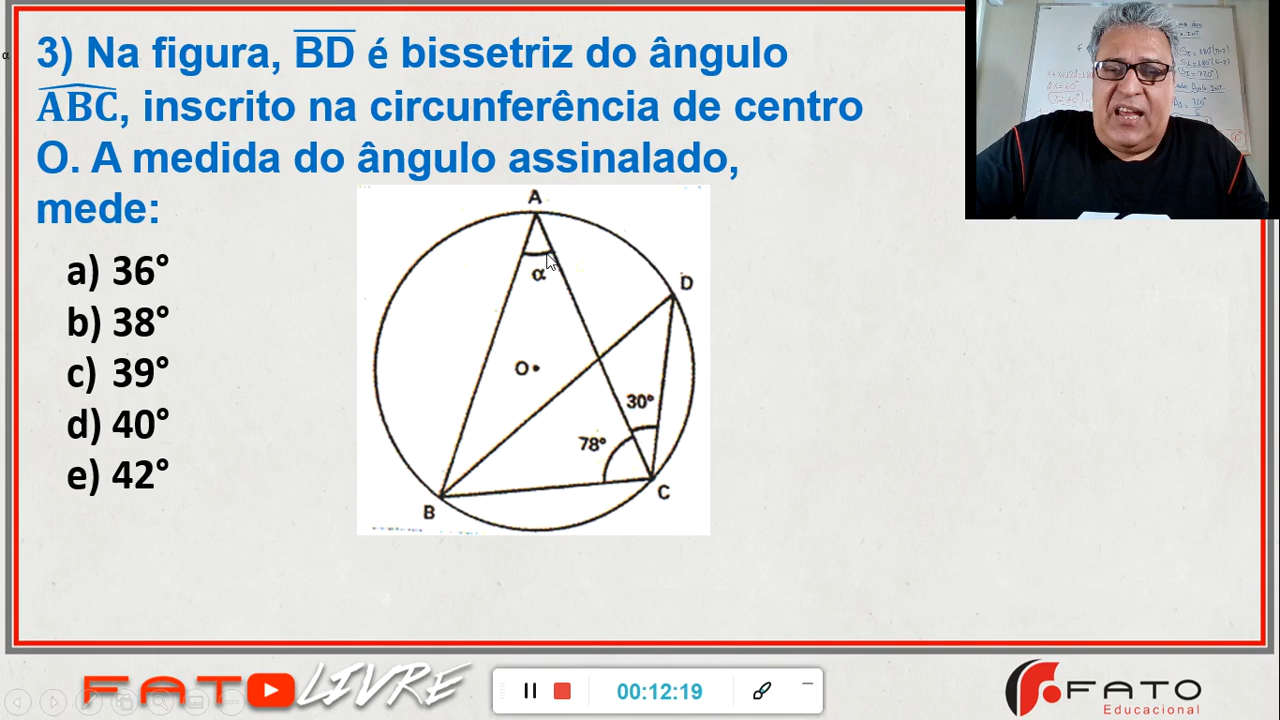 3) Na figura, BD é bissetriz do ângulo
ABC, inscrito na circunferência de centro
O. A medida do ângulo assinalado,
mede:
a) 36°
b) 38°
c) 39°
d) 40°
e) 42°
A
α
D
O
30°
78°
C
B
α
FATO LIVRE
00:12:19
FATO
Educacional